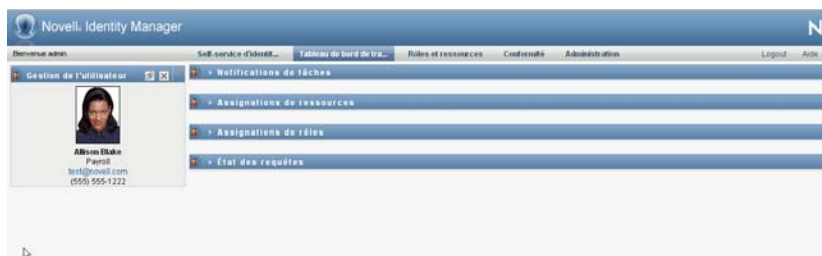 Novell® Identity Manager
N
Bienvenue admin
Self-service d'identit... Tableau de bord de tra... Rôles et ressources Conformité Administration Logout Aide
Gestion de l'utilisateur
Notifications de tâches
Assignations de ressources
Assignations de rôles
État des requêtes
Allison Blake
Payroll
test@novell.com
(555) 555-1222